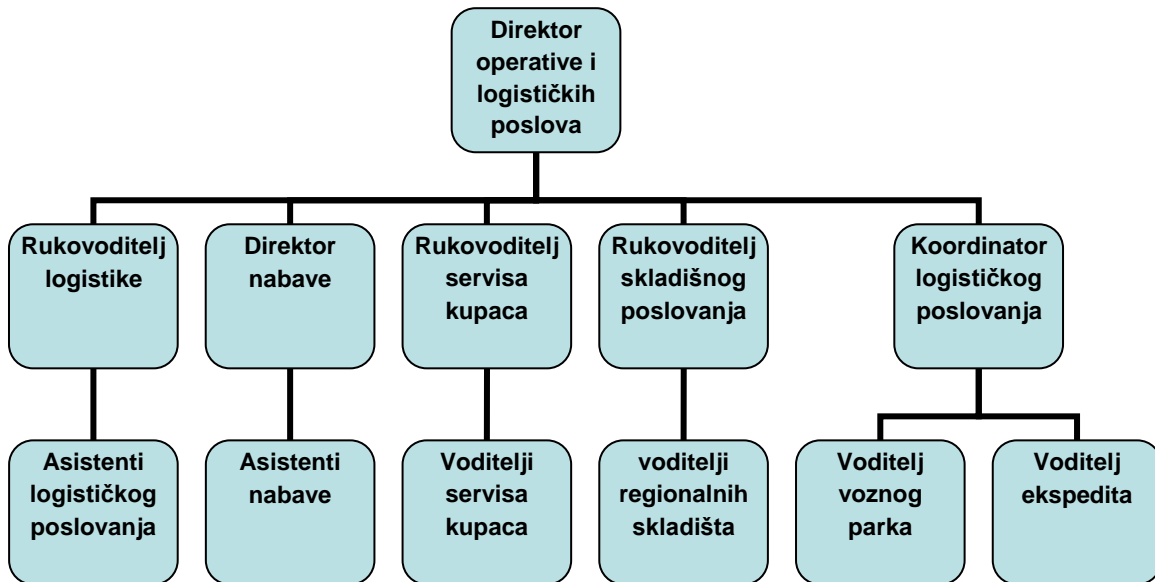 Direktor
operative i
logističkih
poslova
Rukovoditelj
logistike
Direktor
nabave
Rukovoditelj
servisa
kupaca
Rukovoditelj
skladišnog
poslovanja
Koordinator
logističkog
poslovanja
Asistenti
logističkog
poslovanja
Asistenti
nabave
Voditelji
servisa
kupaca
voditelji
regionalnih
skladišta
Voditelj
voznog
parka
Voditelj
ekspedita